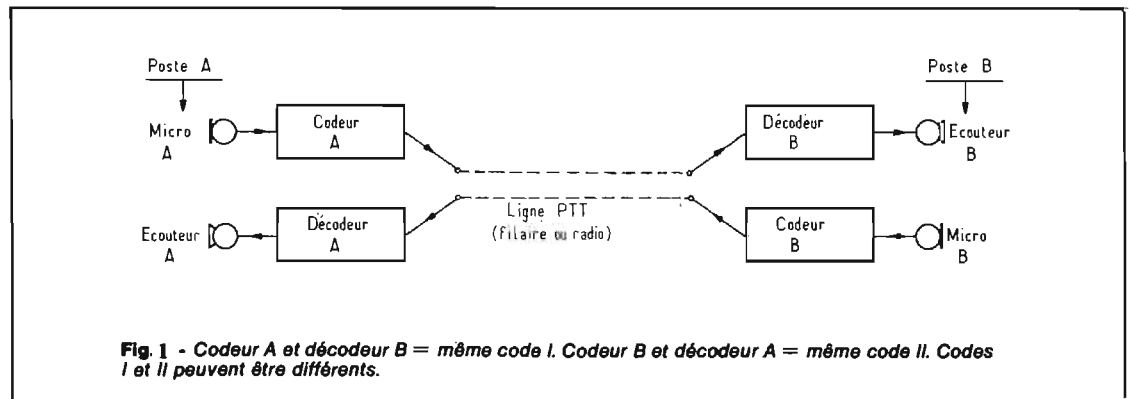 Poste A
Poste B
Micro
A
Codeur
A
Décodeur
B
Ecouteur
B
Ligne PTT
(filaire ou radio)
Ecouteur
A
Décodeur
A
Codeur
B
Micro
B
Fig. 1 - Codeur A et décodeur B = même code I. Codeur B et décodeur A = même code II. Codes
I et II peuvent être différents.